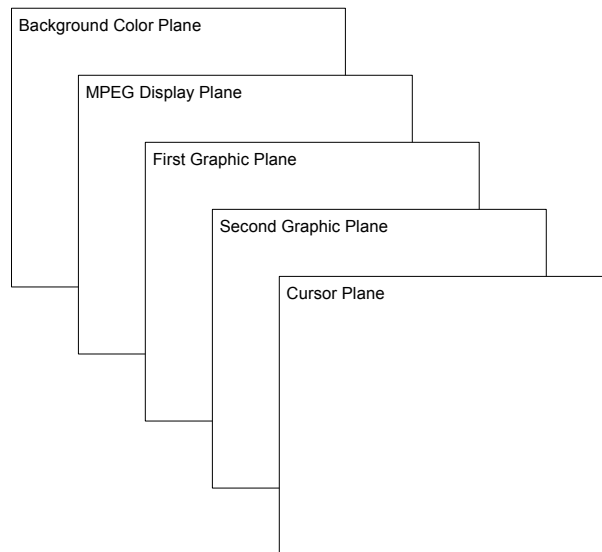 Background Color Plane
MPEG Display Plane
First Graphic Plane
Second Graphic Plane
Cursor Plane